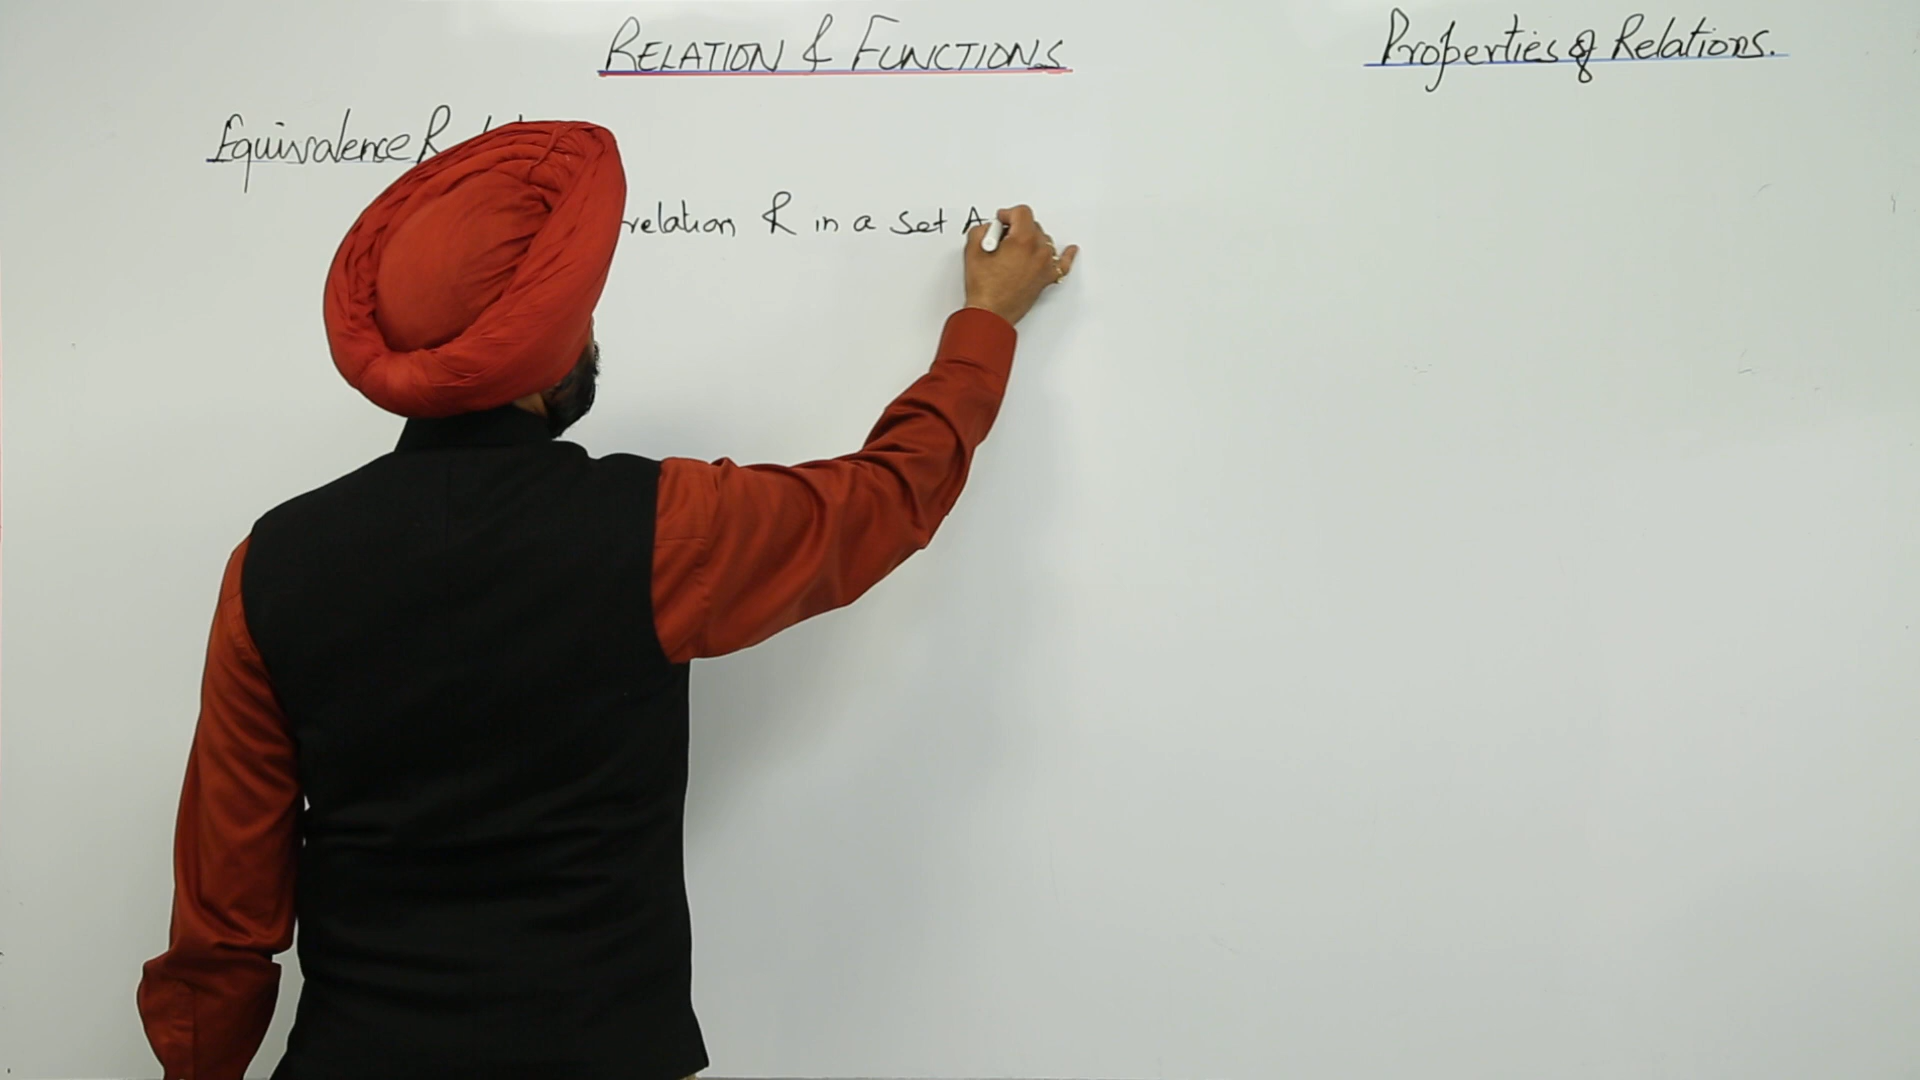 RELATION & FUNCTIONS
Properties of Relations.
Equivalence
relation R in a set A